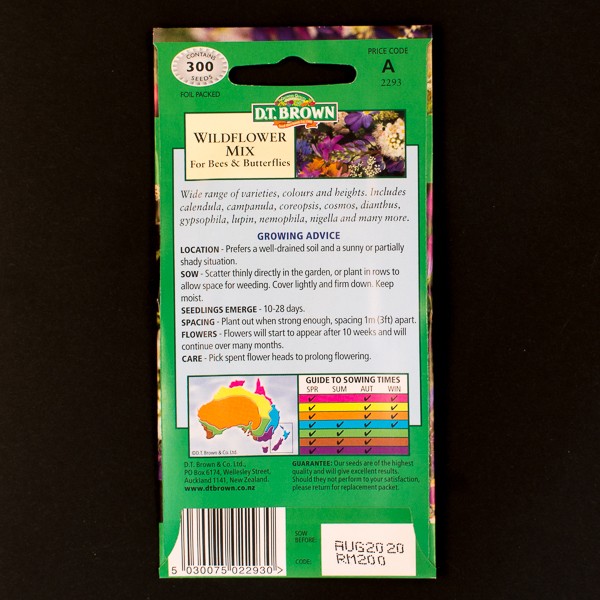 CONTAINS
300
SEEDS
FOIL PACKED
PRICE CODE
A
2293
D.T. BROWN
WILDFLOWER
MIX
For Bees & Butterflies
Wide range of varieties, colours and heights. Includes
calendula, campanula, coreopsis, cosmos, dianthus,
gypsophila, lupin, nemophila, nigella and many more.
GROWING ADVICE
LOCATION - Prefers a well-drained soil and a sunny or partially
shady situation.
SOW - Scatter thinly directly in the garden, or plant in rows to
allow space for weeding. Cover lightly and firm down. Keep
moist.
SEEDLINGS EMERGE - 10-28 days.
SPACING - Plant out when strong enough, spacing 1m (3ft) apart.
FLOWERS - Flowers will start to appear after 10 weeks and will
continue over many months.
CARE - Pick spent flower heads to prolong flowering.
GUIDE TO SOWING TIMES
SPR SUM AUT WIN
©D.T. Brown & Co Ltd.
D.T. Brown & Co Ltd.,
PO Box 6174, Wellesley Street,
Auckland 1141, New Zealand.
www.dtbrown.co.nz
GUARANTEE: Our seeds are of the highest
quality and will give excellent results.
Should they not perform to your satisfaction,
please return for replacement packet.
SOW
BEFORE:
AUG2020
CODE:
RM200
5 030075 022930 >